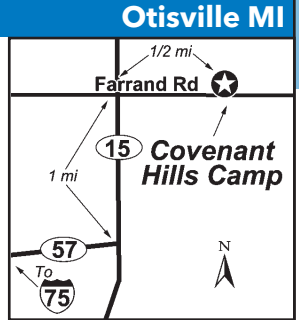 Otisville MI
1/2 mi
Farrand Rd
15
Covenant
Hills Camp
1 mi
57
N
To
75